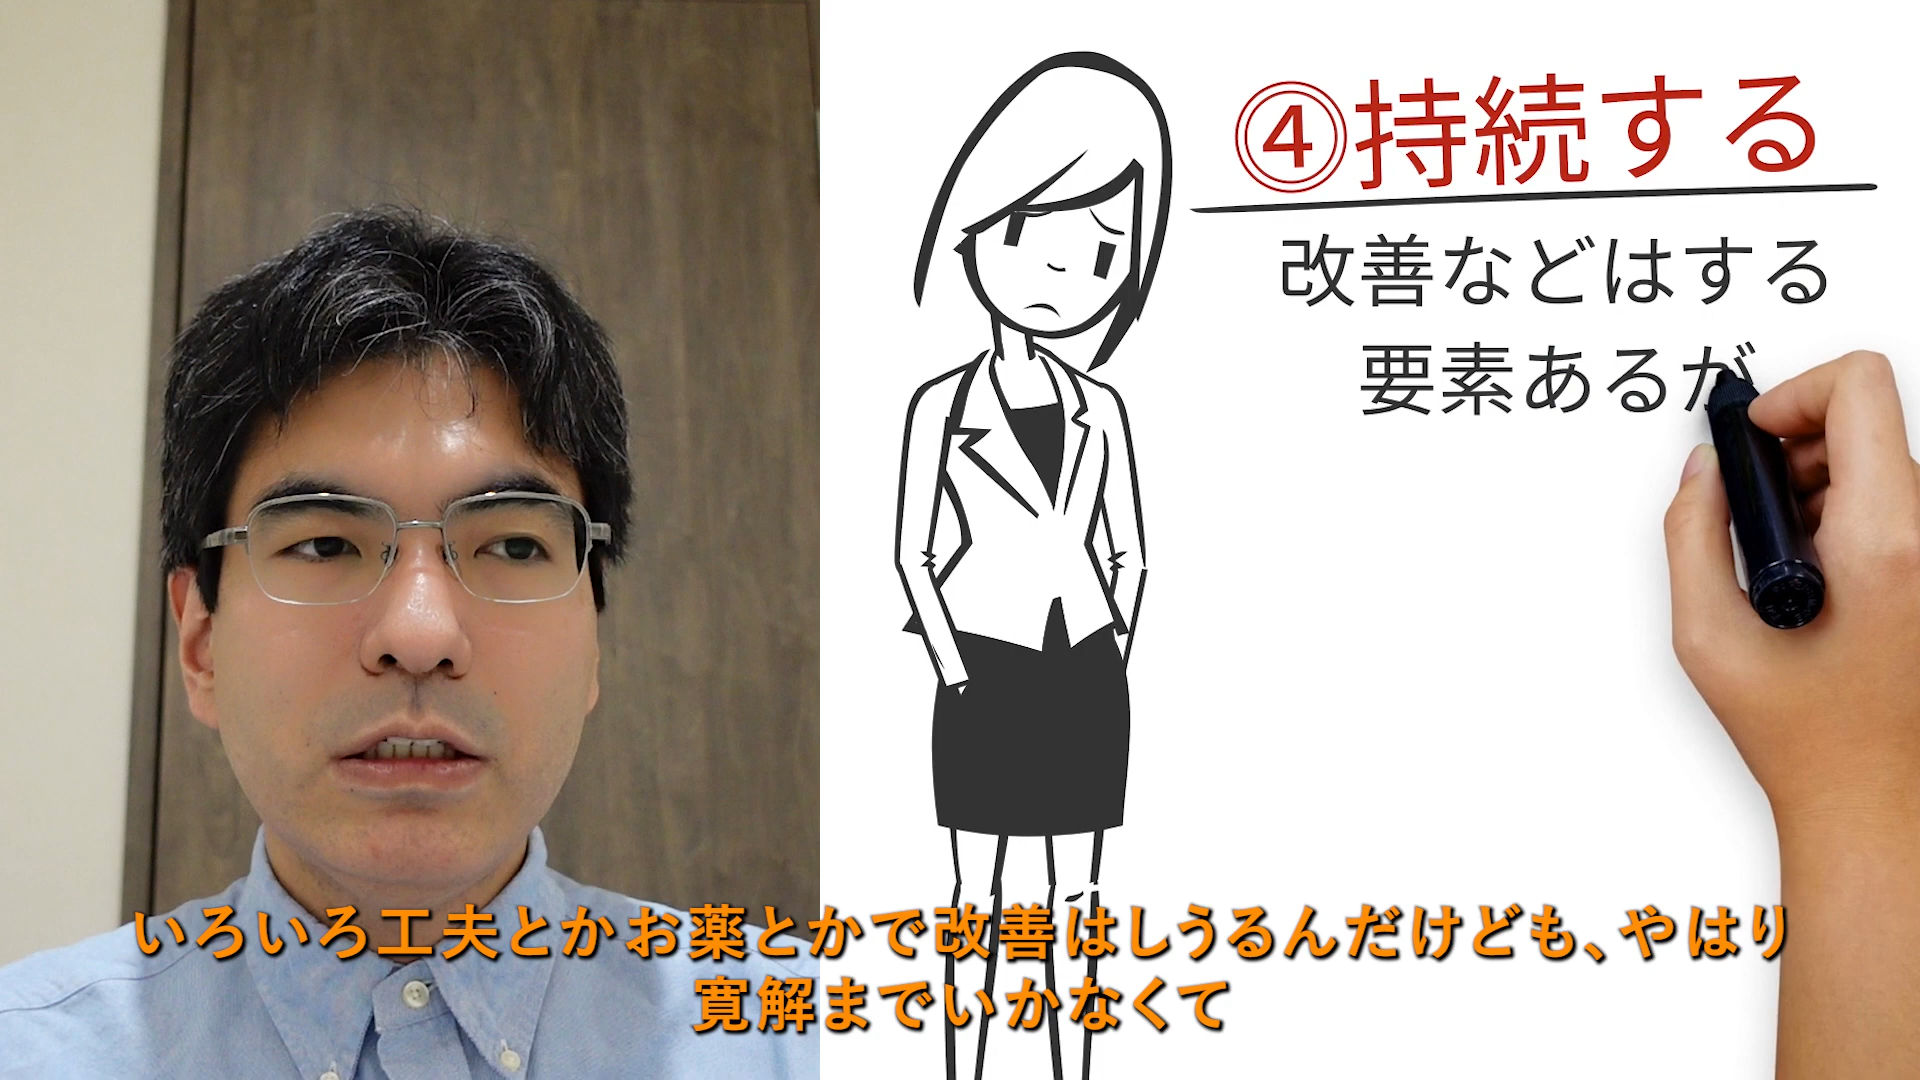 ④持続する
改善などはする
要素あるが
いろいろ工夫とかお薬とかで改善はしうるんだけども、やはり
寛解までいかなくて